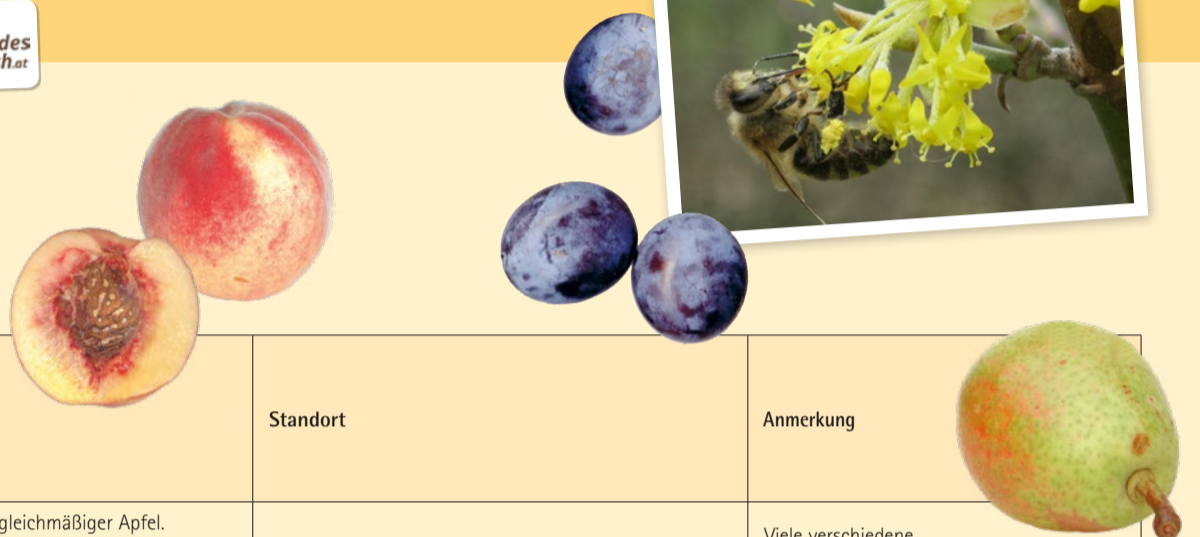 des
h.at
Standort
Anmerkung
gleichmäßiger Apfel.
Viele verschiedene